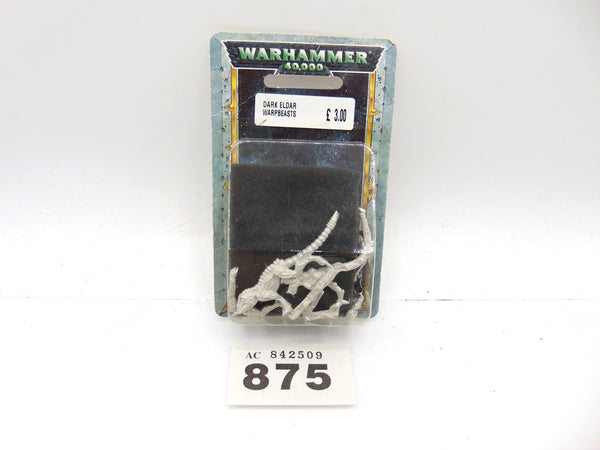 WARHAMMER
40,000
DARK ELDAR
WARPBEASTS
£ 3.00
AC 842509
875